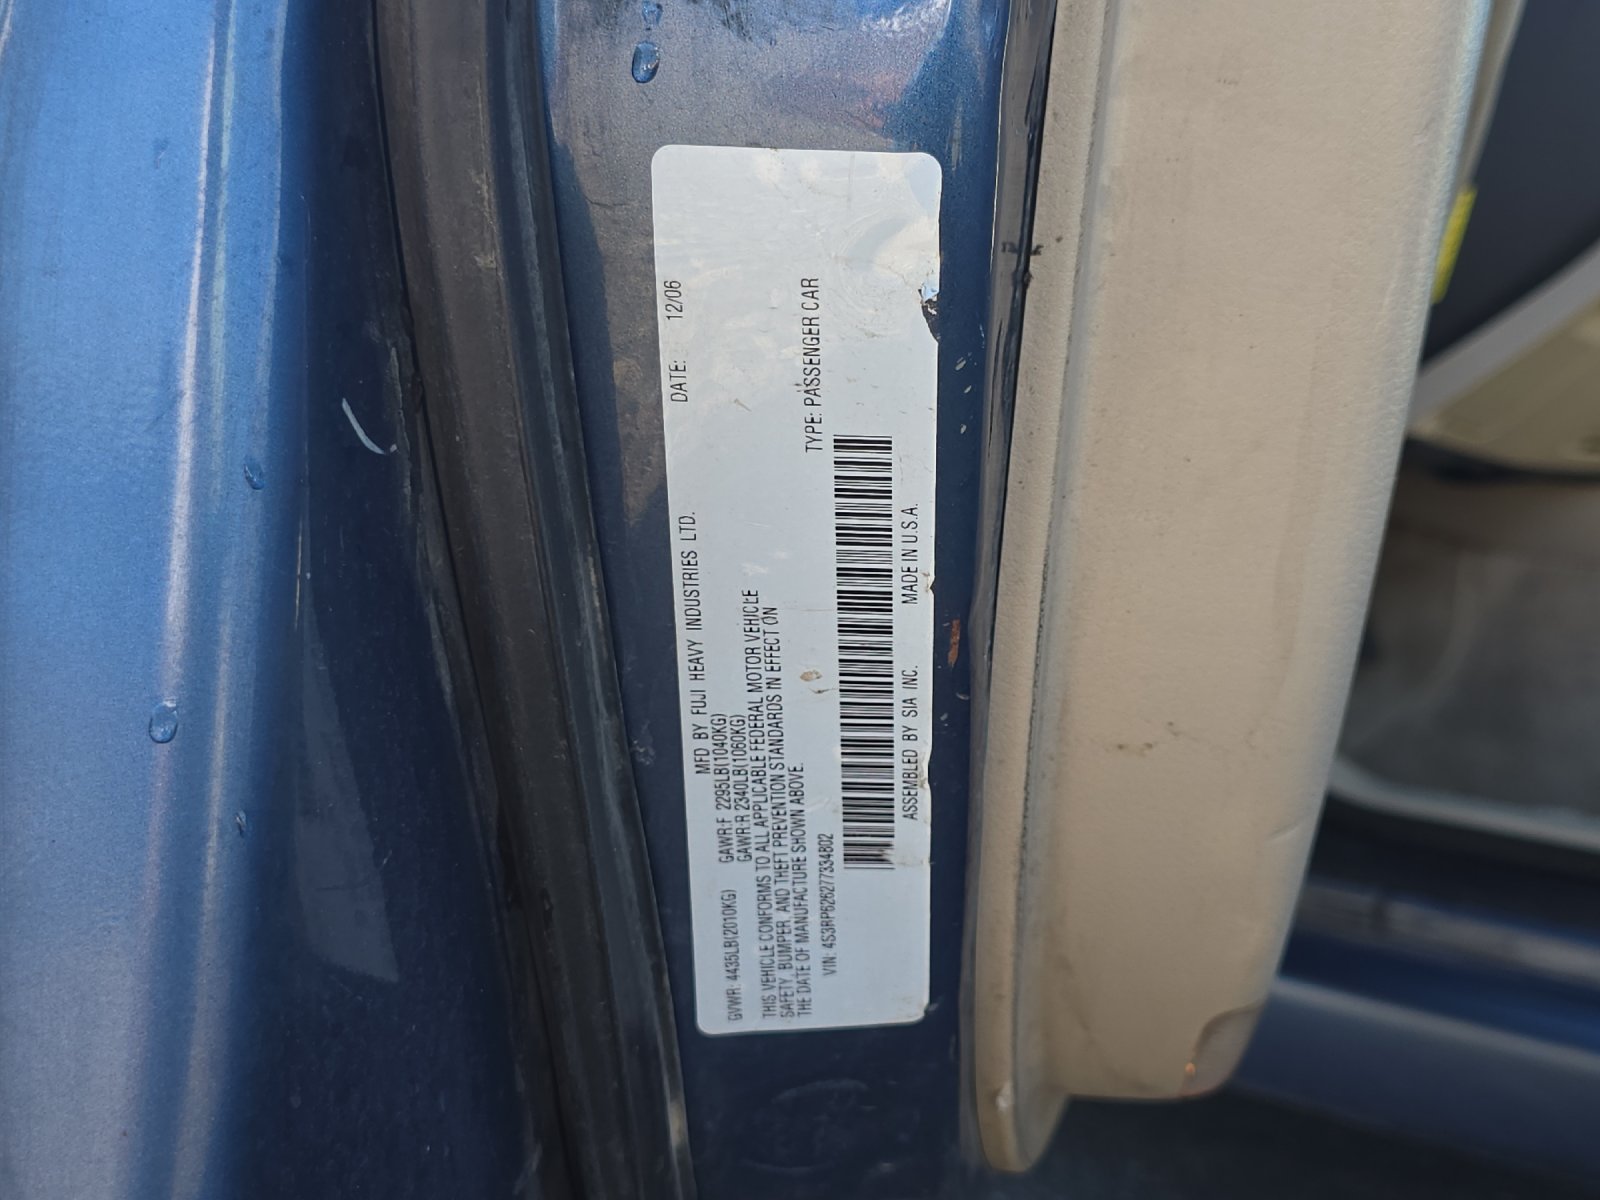 MFD BY FUJI HEAVY INDUSTRIES LTD. DATE: 12/06
GVWR: 4435LB(2010KG) GAWR:F 2295LB(1040KG)
GAWR:R 2340LB(1060KG)
THIS VEHICLE CONFORMS TO ALL APPLICABLE FEDERAL MOTOR VEHICLE
SAFETY, BUMPER, AND THEFT PREVENTION STANDARDS IN EFFECT ON
THE DATE OF MANUFACTURE SHOWN ABOVE.
VIN: 4S3RP626277334802 TYPE: PASSENGER CAR
ASSEMBLED BY SIA INC. MADE IN U.S.A.